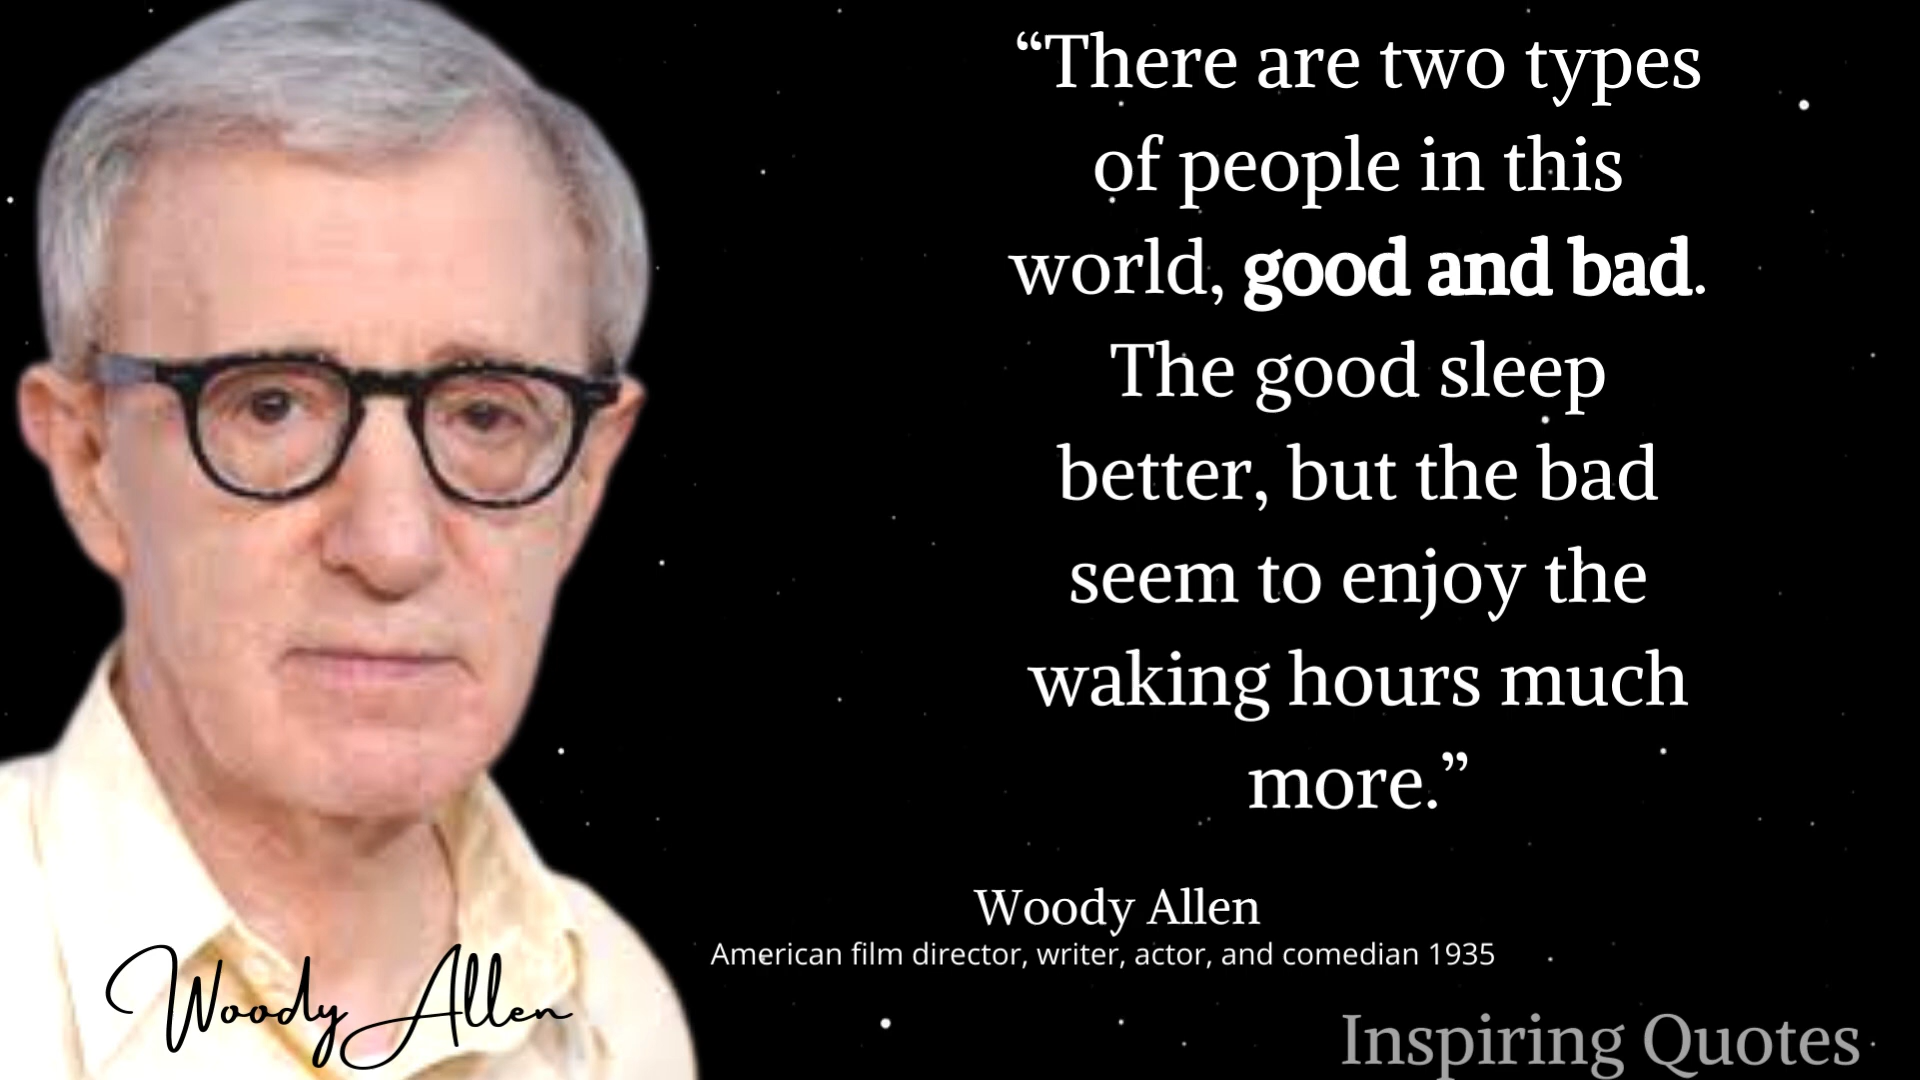 “There are two types
of people in this
world, good and bad.
The good sleep
better, but the bad
seem to enjoy the
waking hours much
more.”
Woody Allen
American film director, writer, actor, and comedian 1935
Woody Allen
Inspiring Quotes